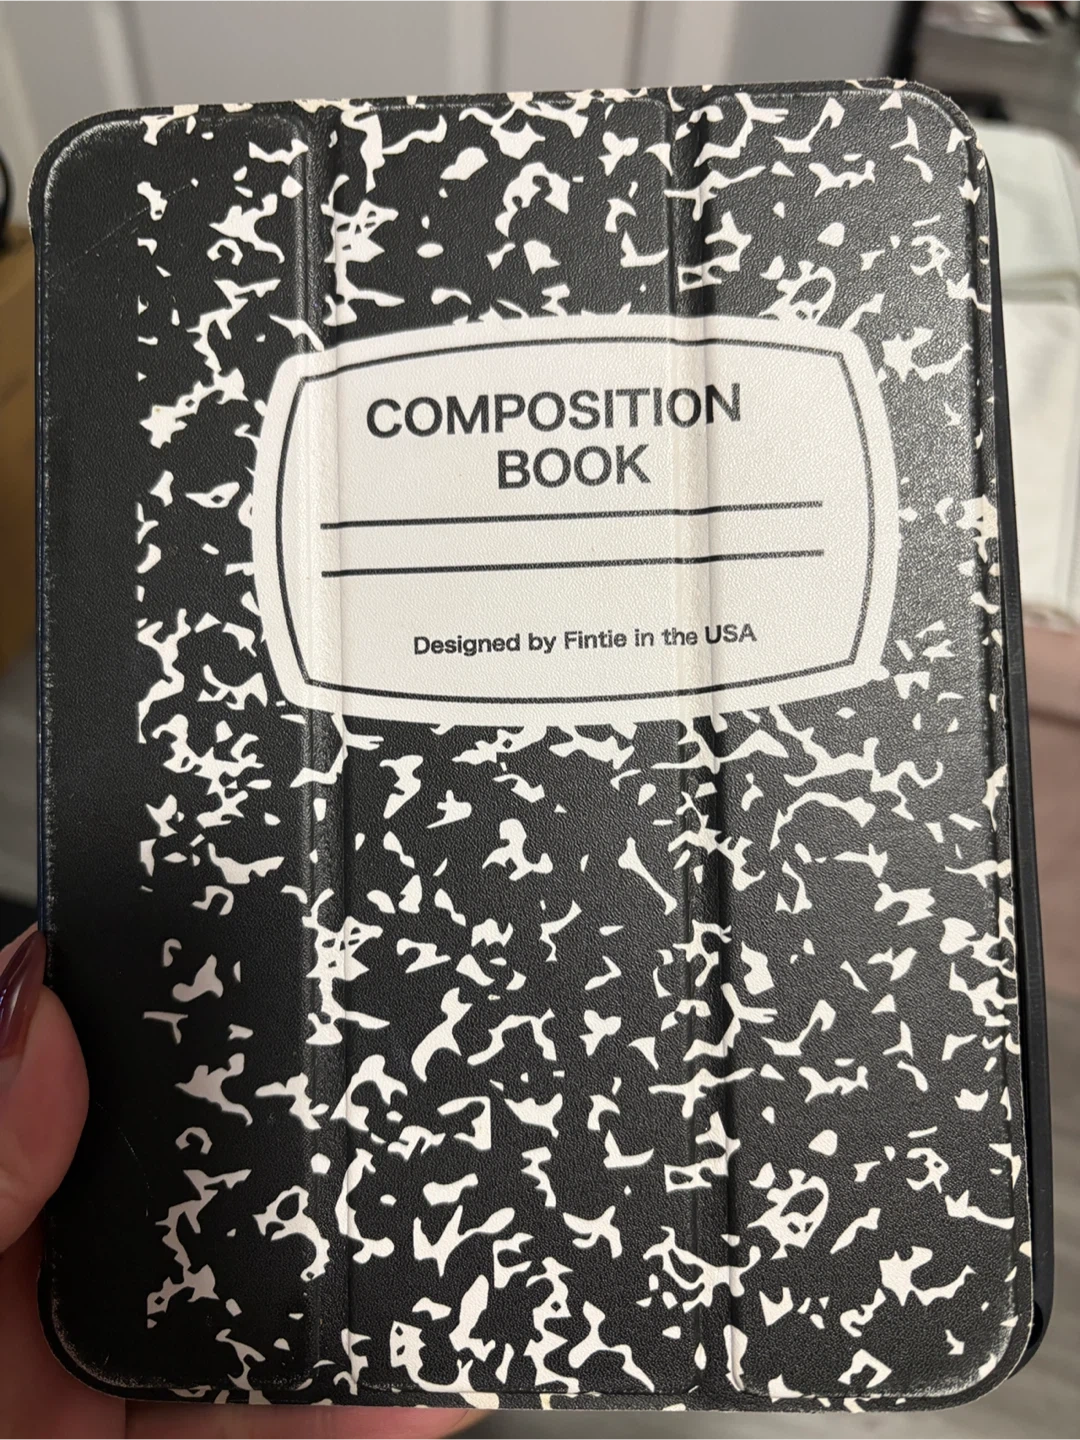 COMPOSITION
BOOK
Designed by Fintie in the USA